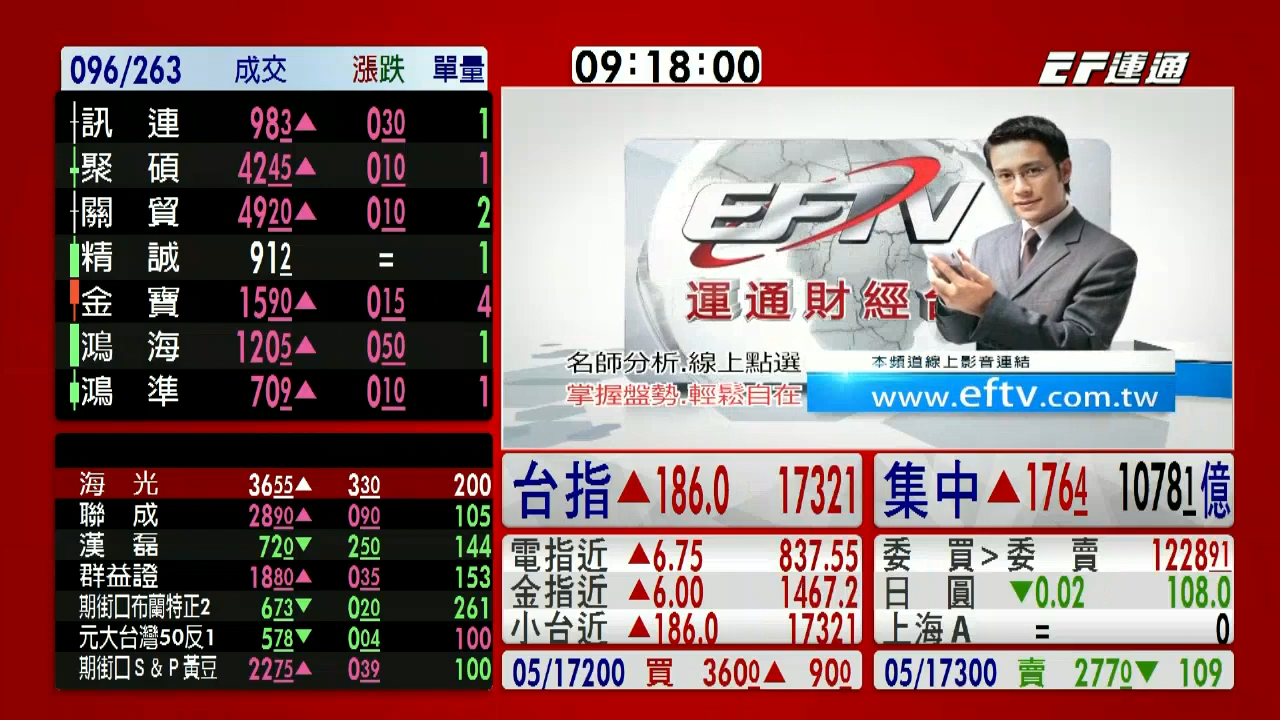 096/263 成交 漲跌 單量
09:18:00
EF運通
訊連 983▲ 030 1
聚碩 4245▲ 010 1
關貿 4920▲ 010 2
精誠 912 = 1
金寶 1590▲ 015 4
鴻海 1205▲ 050 1
鴻準 709▲ 010 1
EFTV
運通財經
名師分析.線上點選
掌握盤勢.輕鬆自在
本頻道線上影音連結
www.eftv.com.tw
海光 3655▲ 330 200
聯成 2890▲ 090 105
漢磊 720▼ 250 144
群益證 1880▲ 035 153
期街口布蘭特正2 673▼ 020 261
元大台灣50反1 578▼ 004 100
期街口S&P黃豆 2275▲ 039 100
台指▲186.0 17321
集中▲1764 10781億
電指近 ▲6.75 837.55
金指近 ▲6.00 1467.2
小台近 ▲186.0 17321
委買>委賣 122891
日圓 ▼0.02 108.0
上海A = 0
05/17200 買 3600▲ 900
05/17300 賣 2770▼ 109